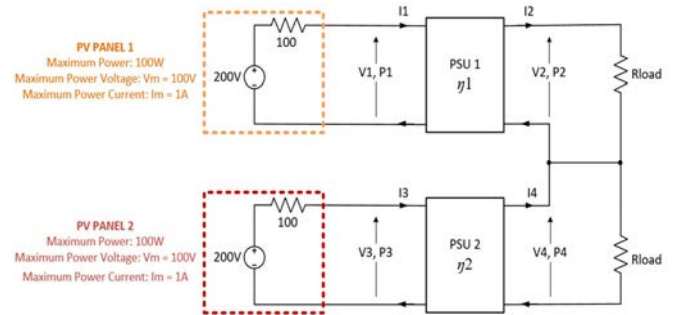 I1
I2
100
PV PANEL 1
Maximum Power: 100W
Maximum Power Voltage: Vm = 100V
Maximum Power Current: Im = 1A
200V
V1, P1
PSU 1
η1
V2, P2
Rload
I3
I4
100
PV PANEL 2
Maximum Power: 100W
Maximum Power Voltage: Vm = 100V
Maximum Power Current: Im = 1A
200V
V3, P3
PSU 2
η2
V4, P4
Rload